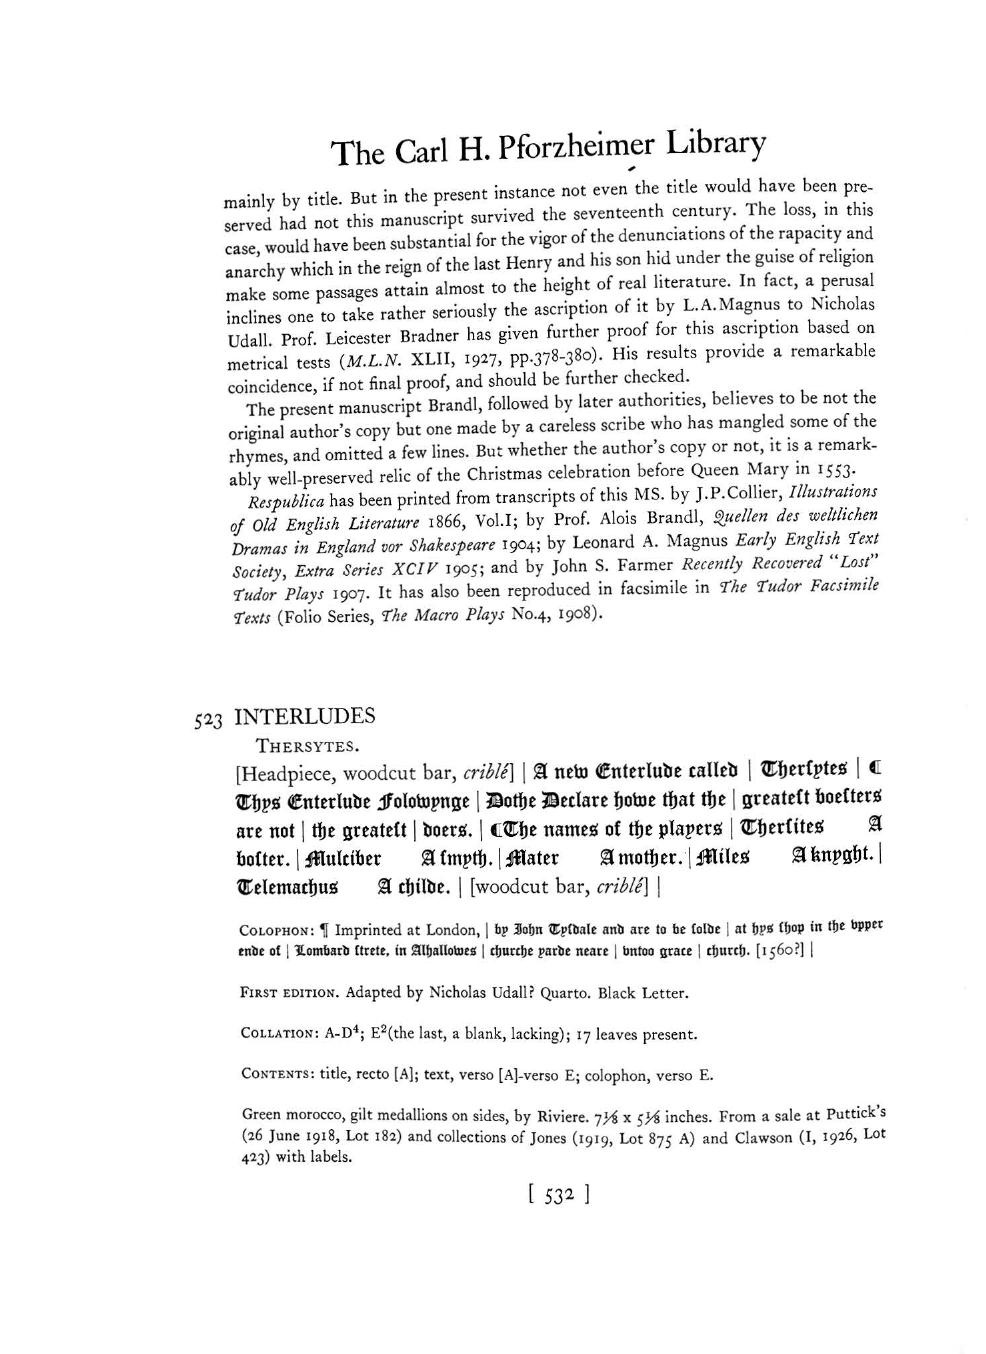 The Carl H. Pforzheimer Library
mainly by title. But in the present instance not even the title would have been pre-
served had not this manuscript survived the seventeenth century. The loss, in this
case, would have been substantial for the vigor of the denunciations of the rapacity and
anarchy which in the reign of the last Henry and his son hid under the guise of religion
make some passages attain almost to the height of real literature. In fact, a perusal
inclines one to take rather seriously the ascription of it by L.A.Magnus to Nicholas
Udall. Prof. Leicester Bradner has given further proof for this ascription based on
metrical tests (M.L.N. XLII, 1927, pp.378-380). His results provide a remarkable
coincidence, if not final proof, and should be further checked.
The present manuscript Brandl, followed by later authorities, believes to be not the
original author's copy but one made by a careless scribe who has mangled some of the
rhymes, and omitted a few lines. But whether the author's copy or not, it is a remark-
ably well-preserved relic of the Christmas celebration before Queen Mary in 1553.
Respublica has been printed from transcripts of this MS. by J.P.Collier, Illustrations
of Old English Literature 1866, Vol.I; by Prof. Alois Brandl, Quellen des weltlichen
Dramas in England vor Shakespeare 1904; by Leonard A. Magnus Early English Text
Society, Extra Series XCIV 1905; and by John S. Farmer Recently Recovered "Lost"
Tudor Plays 1907. It has also been reproduced in facsimile in The Tudor Facsimile
Texts (Folio Series, The Macro Plays No.4, 1908).
523 INTERLUDES
THERSYTES.
[Headpiece, woodcut bar, criblé] | A new Enterlude called | Therſytes | ¶
Thys Enterlude Folowynge | Dothe Declare howe that the | greateſt boeſters
are not | the greateſt | doers. | ¶The names of the players | Therſites A
boſter. | Mulciber A ſmyth. | Mater A mother. | Miles A knyght. |
Telemachus A childe. | [woodcut bar, criblé] |
COLOPHON: ¶ Imprinted at London, | by John Tyſdale and are to be ſolde | at hys ſhop in the vpper
ende of | Lombard ſtrete, in Alhallowes | churche yarde neare | vntoo grace | church. [1560?] |
FIRST EDITION. Adapted by Nicholas Udall? Quarto. Black Letter.
COLLATION: A-D⁴; E²(the last, a blank, lacking); 17 leaves present.
CONTENTS: title, recto [A]; text, verso [A]-verso E; colophon, verso E.
Green morocco, gilt medallions on sides, by Riviere. 7⅛ x 5⅛ inches. From a sale at Puttick's
(26 June 1918, Lot 182) and collections of Jones (1919, Lot 875 A) and Clawson (I, 1926, Lot
423) with labels.
[ 532 ]